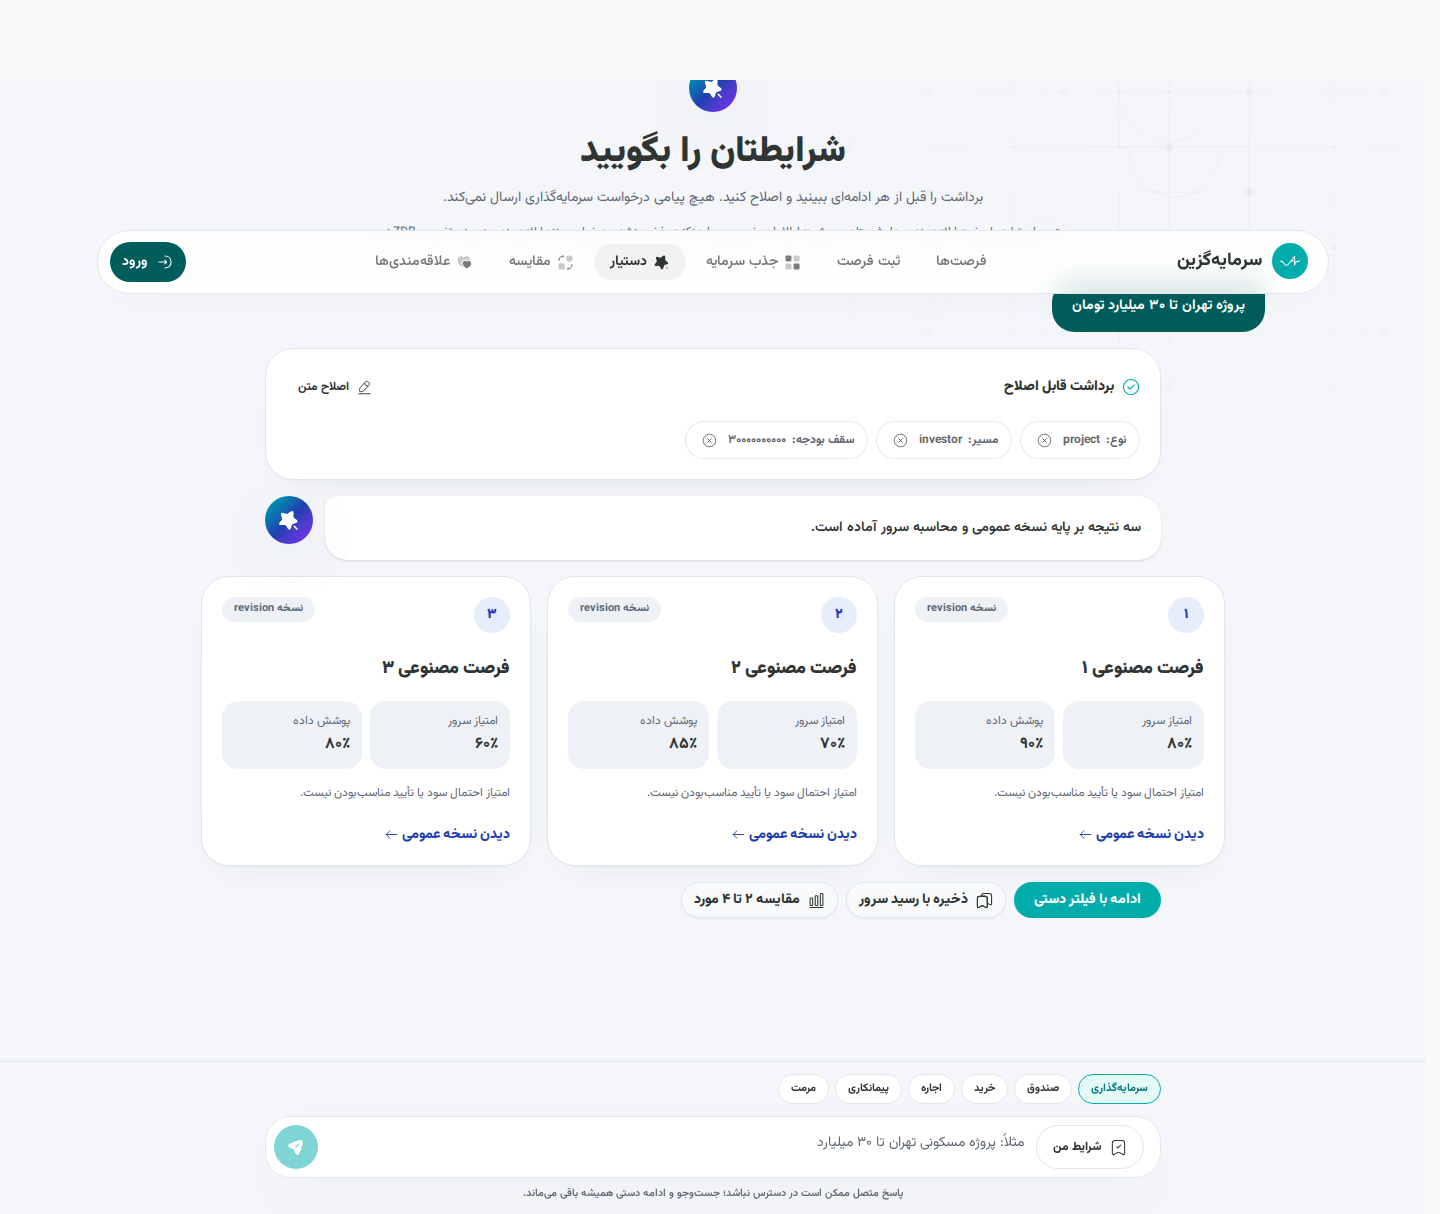 شرایطتان را بگویید
برداشت را قبل از هر ادامه‌ای ببینید و اصلاح کنید. هیچ پیامی درخواست سرمایه‌گذاری ارسال نمی‌کند.
سرمایه‌گزین
فرصت‌ها
ثبت فرصت
جذب سرمایه
دستیار
مقایسه
علاقه‌مندی‌ها
ورود
پروژه تهران تا ۳۰ میلیارد تومان
برداشت قابل اصلاح
اصلاح متن
نوع: project
مسیر: investor
سقف بودجه: ۳۰۰۰۰۰۰۰۰۰۰
سه نتیجه بر پایه نسخه عمومی و محاسبه سرور آماده است.
۱
نسخه revision
فرصت مصنوعی ۱
امتیاز سرور
۸۰٪
پوشش داده
۹۰٪
امتیاز احتمال سود یا تأیید مناسب‌بودن نیست.
دیدن نسخه عمومی
۲
نسخه revision
فرصت مصنوعی ۲
امتیاز سرور
۷۰٪
پوشش داده
۸۵٪
امتیاز احتمال سود یا تأیید مناسب‌بودن نیست.
دیدن نسخه عمومی
۳
نسخه revision
فرصت مصنوعی ۳
امتیاز سرور
۶۰٪
پوشش داده
۸۰٪
امتیاز احتمال سود یا تأیید مناسب‌بودن نیست.
دیدن نسخه عمومی
ادامه با فیلتر دستی
ذخیره با رسید سرور
مقایسه ۲ تا ۴ مورد
سرمایه‌گذاری
صندوق
خرید
اجاره
پیمانکاری
مرمت
شرایط من
مثلاً: پروژه مسکونی تهران تا ۳۰ میلیارد
پاسخ متصل ممکن است در دسترس نباشد؛ جست‌وجو و ادامه دستی همیشه باقی می‌ماند.